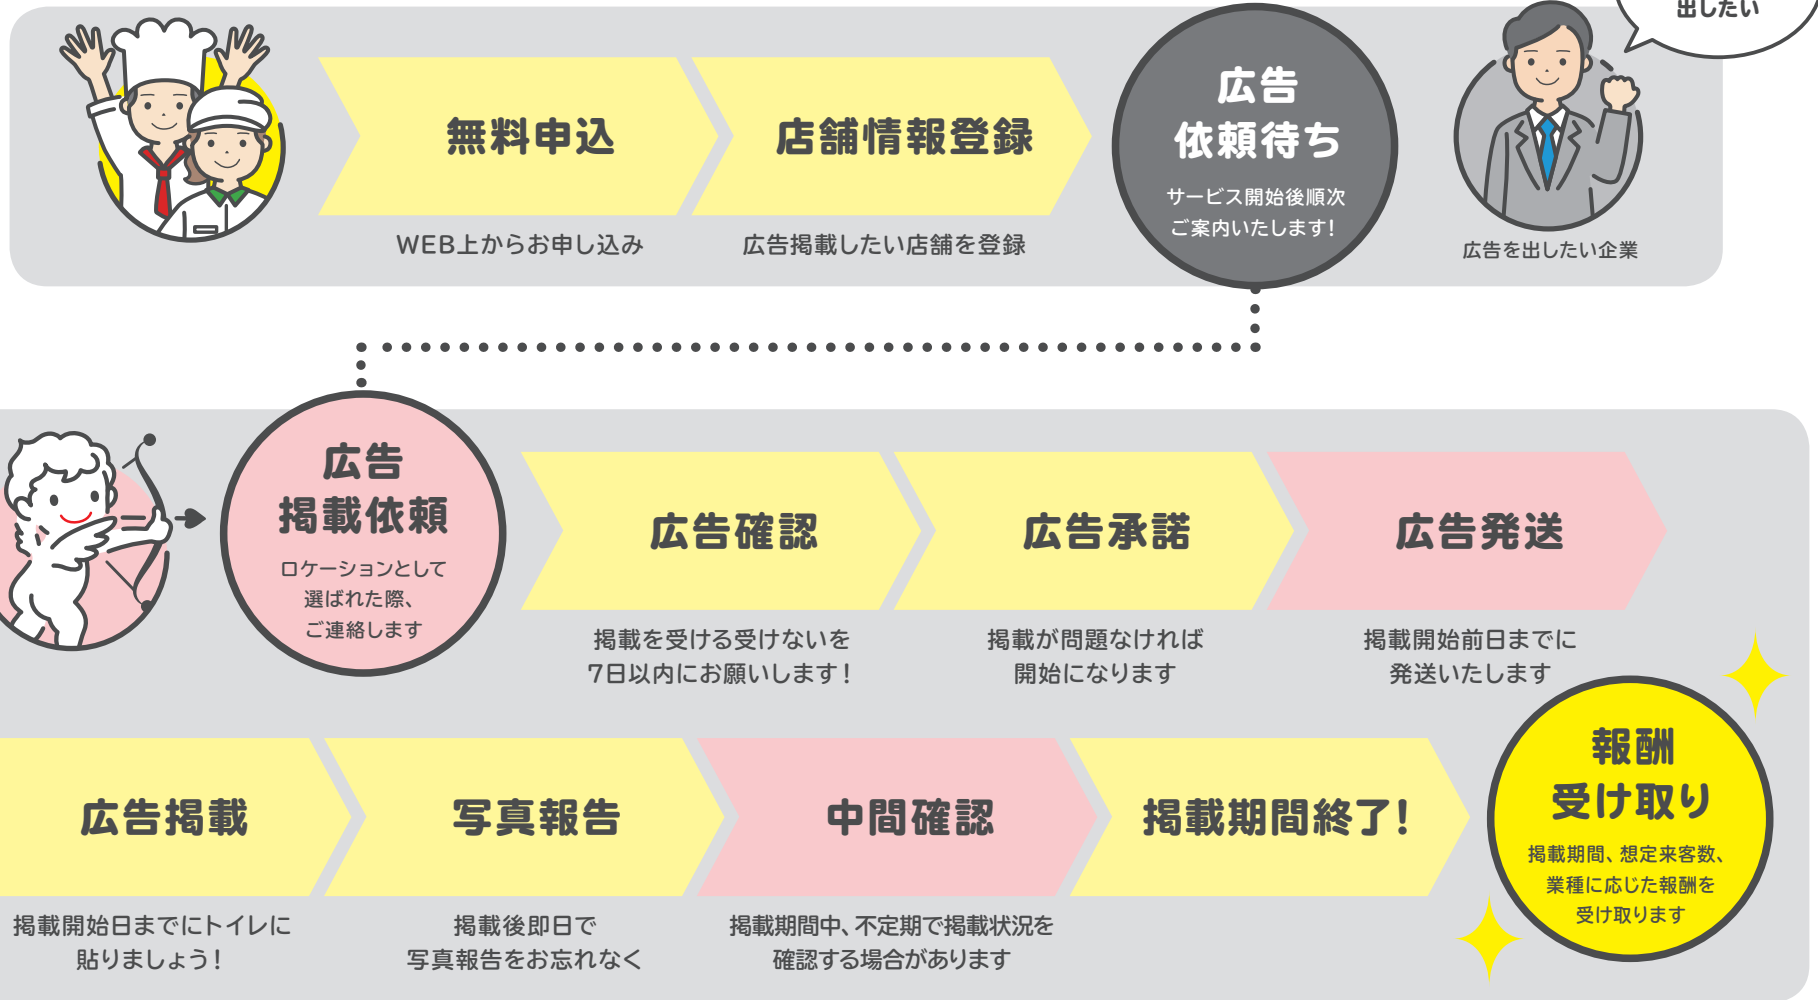 出したい
無料申込
WEB上からお申し込み
店舗情報登録
広告掲載したい店舗を登録
広告
依頼待ち
サービス開始後順次
ご案内いたします!
広告を出したい企業
広告
掲載依頼
ロケーションとして
選ばれた際、
ご連絡します
広告確認
掲載を受ける受けないを
7日以内にお願いします!
広告承諾
掲載が問題なければ
開始になります
広告発送
掲載開始前日までに
発送いたします
広告掲載
掲載開始日までにトイレに
貼りましょう!
写真報告
掲載後即日で
写真報告をお忘れなく
中間確認
掲載期間中、不定期で掲載状況を
確認する場合があります
掲載期間終了!
報酬
受け取り
掲載期間、想定来客数、
業種に応じた報酬を
受け取ります